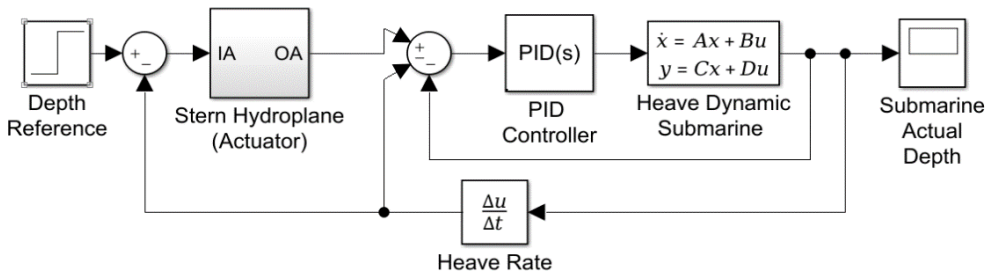 +
−
IA
OA
+
−
−
PID(s)
ẋ = Ax + Bu
y = Cx + Du
Depth
Reference
Stern Hydroplane
(Actuator)
PID
Controller
Heave Dynamic
Submarine
Submarine
Actual
Depth
Δu
Δt
Heave Rate